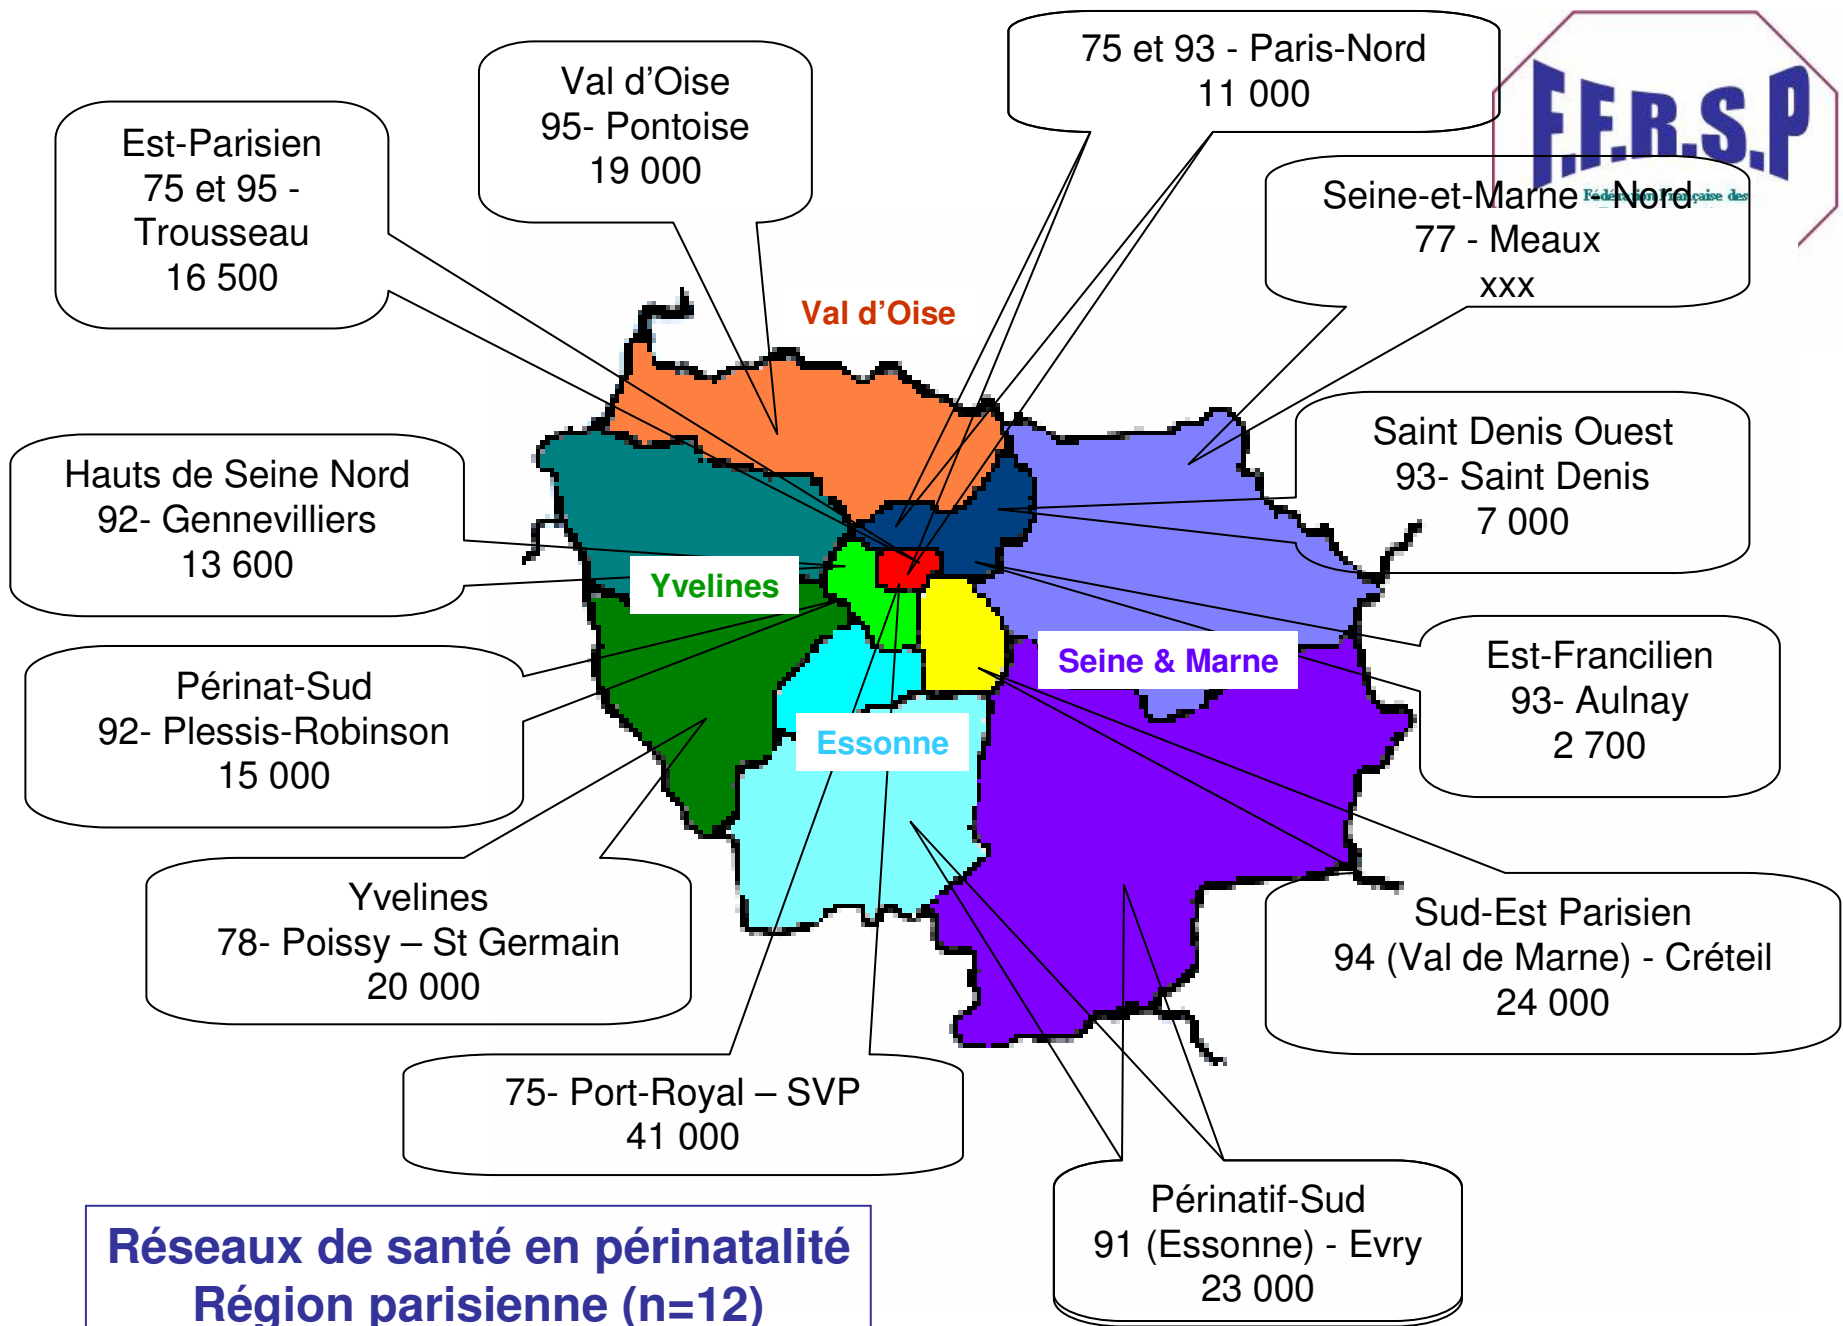 75 et 93 - Paris-Nord
11 000
F.F.R.S.P
Fédération Française des
Val d’Oise
95- Pontoise
19 000
Est-Parisien
75 et 95 -
Trousseau
16 500
Seine-et-Marne - Nord
77 - Meaux
xxx
Val d’Oise
Saint Denis Ouest
93- Saint Denis
7 000
Hauts de Seine Nord
92- Gennevilliers
13 600
Yvelines
Seine & Marne
Est-Francilien
93- Aulnay
2 700
Périnat-Sud
92- Plessis-Robinson
15 000
Essonne
Yvelines
78- Poissy – St Germain
20 000
Sud-Est Parisien
94 (Val de Marne) - Créteil
24 000
75- Port-Royal – SVP
41 000
Périnatif-Sud
91 (Essonne) - Evry
23 000
Réseaux de santé en périnatalité
Région parisienne (n=12)